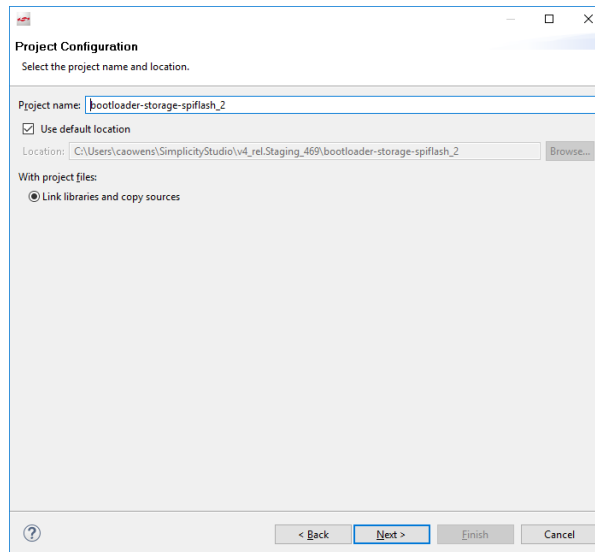 Project Configuration
Select the project name and location.
Project name: bootloader-storage-spiflash_2
Use default location
Location: C:\Users\caowens\SimplicityStudio\v4_rel.Staging_469\bootloader-storage-spiflash_2 Browse...
With project files:
Link libraries and copy sources
? < Back Next > Finish Cancel